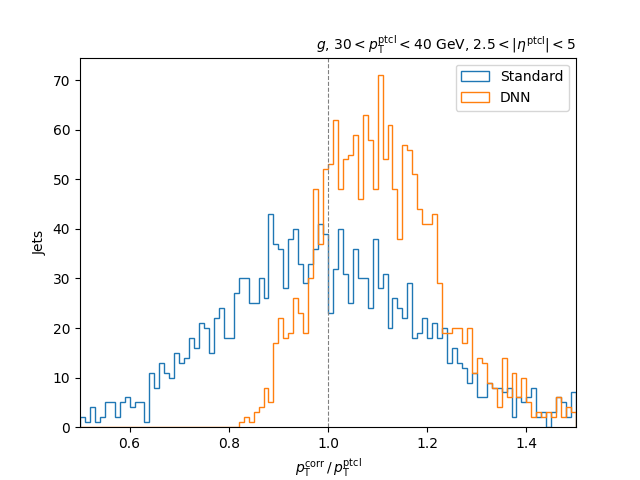 g, 30 < p_T^ptcl < 40 GeV, 2.5 < |η^ptcl| < 5
Standard
DNN
70
60
50
40
30
20
10
0
Jets
0.6 0.8 1.0 1.2 1.4
p_T^corr / p_T^ptcl